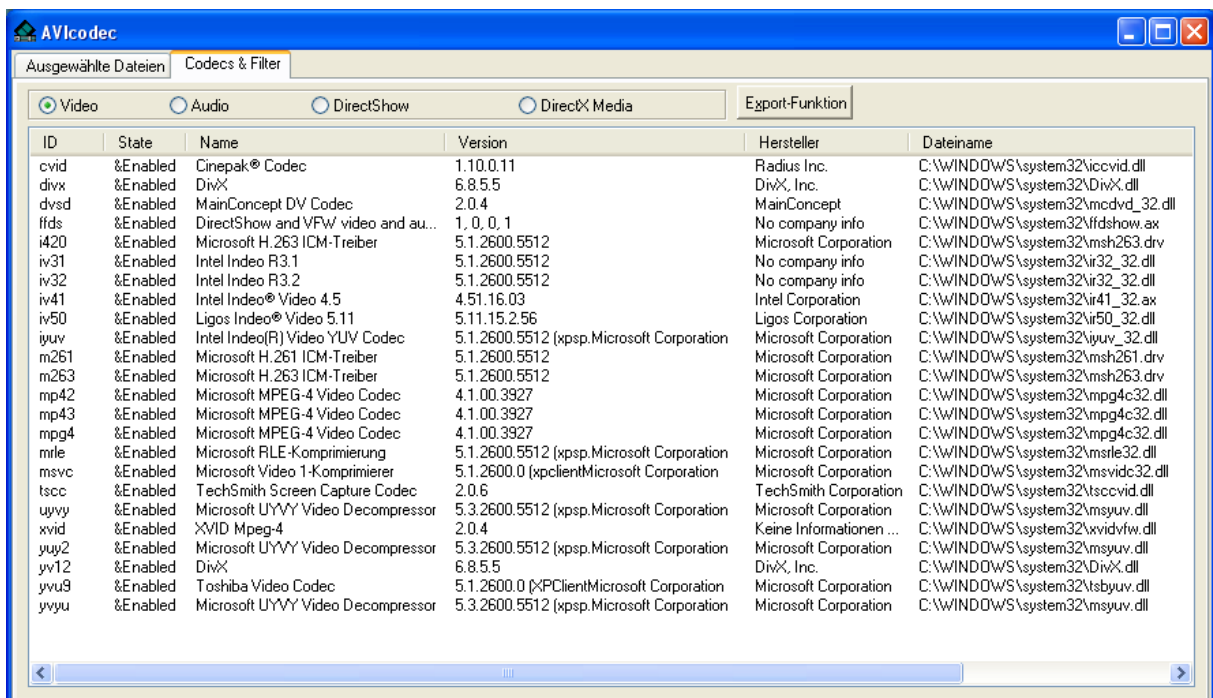 AVIcodec
Ausgewählte Dateien Codecs & Filter
Video Audio DirectShow DirectX Media Export-Funktion
ID State Name Version Hersteller Dateiname
cvid &Enabled Cinepak® Codec 1.10.0.11 Radius Inc. C:\WINDOWS\system32\iccvid.dll
divx &Enabled DivX 6.8.5.5 DivX, Inc. C:\WINDOWS\system32\DivX.dll
dvsd &Enabled MainConcept DV Codec 2.0.4 MainConcept C:\WINDOWS\system32\mcdvd_32.dll
ffds &Enabled DirectShow and VFW video and au... 1, 0, 0, 1 No company info C:\WINDOWS\system32\ffdshow.ax
i420 &Enabled Microsoft H.263 ICM-Treiber 5.1.2600.5512 Microsoft Corporation C:\WINDOWS\system32\msh263.drv
iv31 &Enabled Intel Indeo R3.1 5.1.2600.5512 No company info C:\WINDOWS\system32\ir32_32.dll
iv32 &Enabled Intel Indeo R3.2 5.1.2600.5512 No company info C:\WINDOWS\system32\ir32_32.dll
iv41 &Enabled Intel Indeo® Video 4.5 4.51.16.03 Intel Corporation C:\WINDOWS\system32\ir41_32.ax
iv50 &Enabled Ligos Indeo® Video 5.11 5.11.15.2.56 Ligos Corporation C:\WINDOWS\system32\ir50_32.dll
iyuv &Enabled Intel Indeo(R) Video YUV Codec 5.1.2600.5512 (xpsp.Microsoft Corporation Microsoft Corporation C:\WINDOWS\system32\iyuv_32.dll
m261 &Enabled Microsoft H.261 ICM-Treiber 5.1.2600.5512 Microsoft Corporation C:\WINDOWS\system32\msh261.drv
m263 &Enabled Microsoft H.263 ICM-Treiber 5.1.2600.5512 Microsoft Corporation C:\WINDOWS\system32\msh263.drv
mp42 &Enabled Microsoft MPEG-4 Video Codec 4.1.00.3927 Microsoft Corporation C:\WINDOWS\system32\mpg4c32.dll
mp43 &Enabled Microsoft MPEG-4 Video Codec 4.1.00.3927 Microsoft Corporation C:\WINDOWS\system32\mpg4c32.dll
mpg4 &Enabled Microsoft MPEG-4 Video Codec 4.1.00.3927 Microsoft Corporation C:\WINDOWS\system32\mpg4c32.dll
mrle &Enabled Microsoft RLE-Komprimierung 5.1.2600.5512 (xpsp.Microsoft Corporation Microsoft Corporation C:\WINDOWS\system32\msrle32.dll
msvc &Enabled Microsoft Video 1-Komprimierer 5.1.2600.0 (xpclientMicrosoft Corporation Microsoft Corporation C:\WINDOWS\system32\msvidc32.dll
tscc &Enabled TechSmith Screen Capture Codec 2.0.6 TechSmith Corporation C:\WINDOWS\system32\tsccvid.dll
uyvy &Enabled Microsoft UYVY Video Decompressor 5.3.2600.5512 (xpsp.Microsoft Corporation Microsoft Corporation C:\WINDOWS\system32\msyuv.dll
xvid &Enabled XVID Mpeg-4 2.0.4 Keine Informationen ... C:\WINDOWS\system32\xvidvfw.dll
yuy2 &Enabled Microsoft UYVY Video Decompressor 5.3.2600.5512 (xpsp.Microsoft Corporation Microsoft Corporation C:\WINDOWS\system32\msyuv.dll
yv12 &Enabled DivX 6.8.5.5 DivX, Inc. C:\WINDOWS\system32\DivX.dll
yvu9 &Enabled Toshiba Video Codec 5.1.2600.0 (XPClientMicrosoft Corporation Microsoft Corporation C:\WINDOWS\system32\tsbyuv.dll
yvyu &Enabled Microsoft UYVY Video Decompressor 5.3.2600.5512 (xpsp.Microsoft Corporation Microsoft Corporation C:\WINDOWS\system32\msyuv.dll